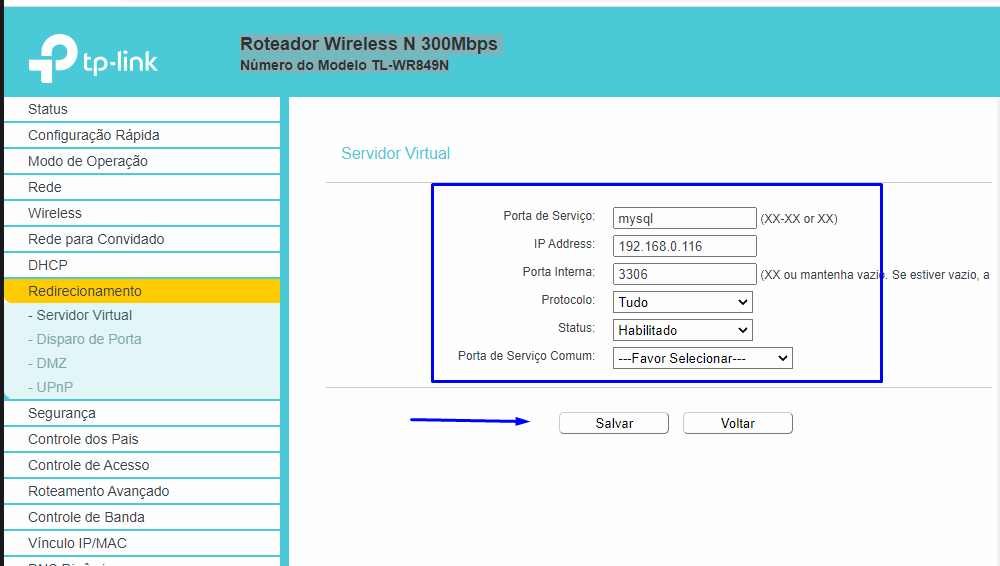 tp-link
Roteador Wireless N 300Mbps
Número do Modelo TL-WR849N
Status
Configuração Rápida
Modo de Operação
Rede
Wireless
Rede para Convidado
DHCP
Redirecionamento
- Servidor Virtual
- Disparo de Porta
- DMZ
- UPnP
Segurança
Controle dos Pais
Controle de Acesso
Roteamento Avançado
Controle de Banda
Vínculo IP/MAC
Servidor Virtual
Porta de Serviço: mysql (XX-XX or XX)
IP Address: 192.168.0.116
Porta Interna: 3306 (XX ou mantenha vazio. Se estiver vazio, a
Protocolo: Tudo
Status: Habilitado
Porta de Serviço Comum: ---Favor Selecionar---
Salvar Voltar